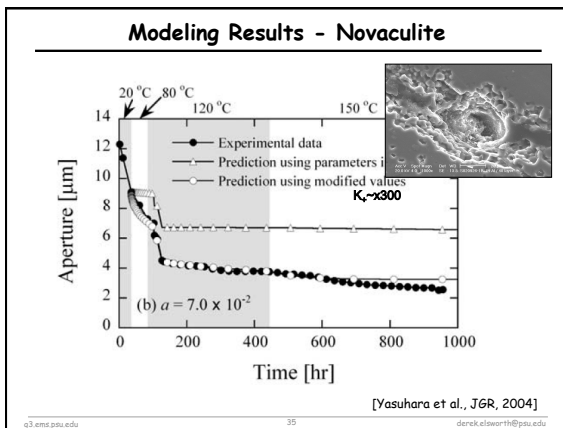 Modeling Results - Novaculite
20 °C 80 °C 120 °C 150 °C
14
12
10
8
6
4
2
0
Aperture [μm]
Experimental data
Prediction using parameters i
Prediction using modified values
K₊~x300
(b) a = 7.0 x 10⁻²
0 200 400 600 800 1000
Time [hr]
[Yasuhara et al., JGR, 2004]
g3.ems.psu.edu 35 derek.elsworth@psu.edu